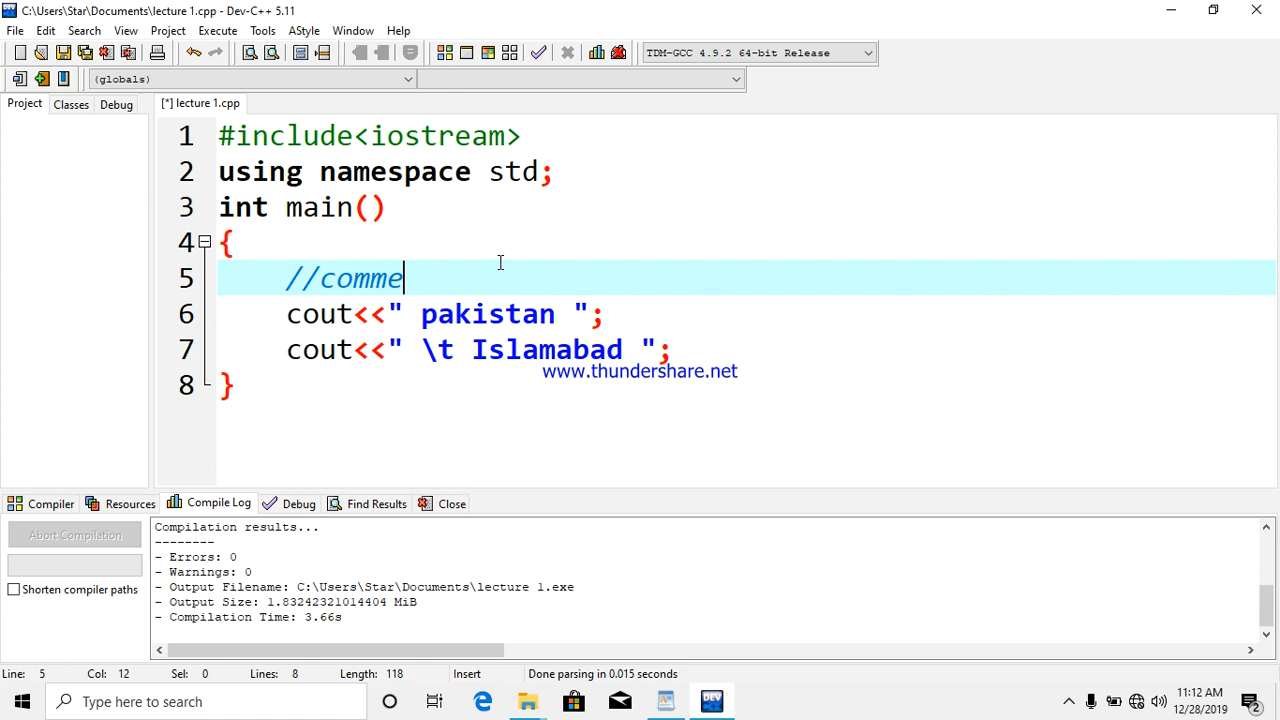 C:\Users\Star\Documents\lecture 1.cpp - Dev-C++ 5.11
File Edit Search View Project Execute Tools AStyle Window Help
TDM-GCC 4.9.2 64-bit Release
(globals)
Project Classes Debug [*] lecture 1.cpp
1 #include<iostream>
2 using namespace std;
3 int main()
4 {
5 //comme
6 cout<<" pakistan ";
7 cout<<" \t Islamabad ";
www.thundershare.net
8 }
Compiler Resources Compile Log Debug Find Results Close
Abort Compilation
Shorten compiler paths
Compilation results...
--------
- Errors: 0
- Warnings: 0
- Output Filename: C:\Users\Star\Documents\lecture 1.exe
- Output Size: 1.83242321014404 MiB
- Compilation Time: 3.66s
Line: 5 Col: 12 Sel: 0 Lines: 8 Length: 118 Insert Done parsing in 0.015 seconds
Type here to search
DEV
11:12 AM
12/28/2019
2